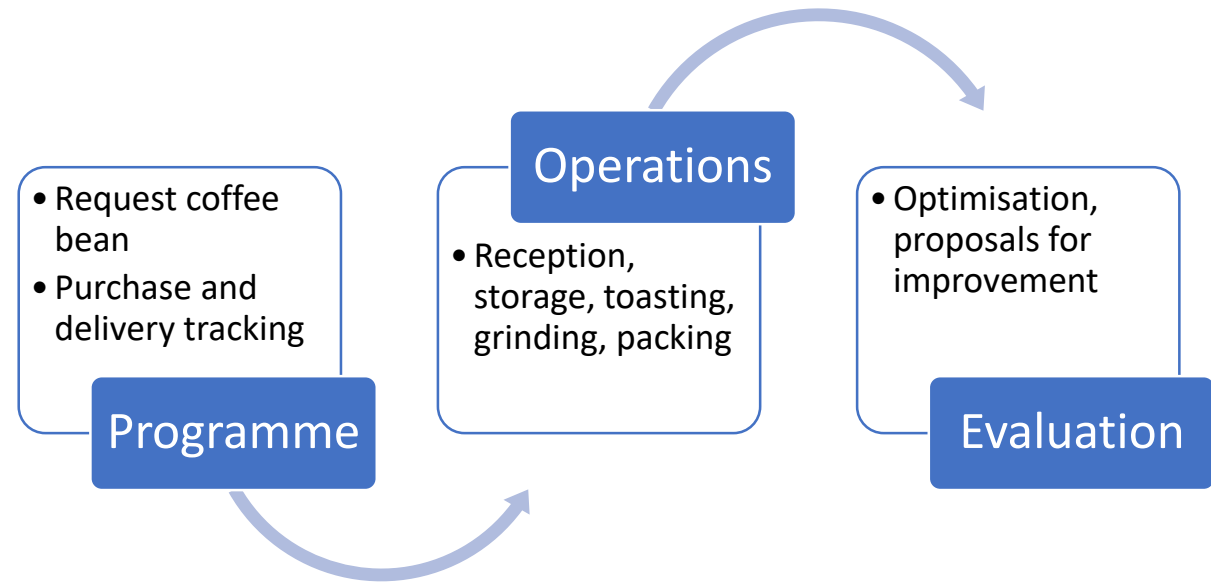 • Request coffee
bean
• Purchase and
delivery tracking
Programme
Operations
• Reception,
storage, toasting,
grinding, packing
• Optimisation,
proposals for
improvement
Evaluation